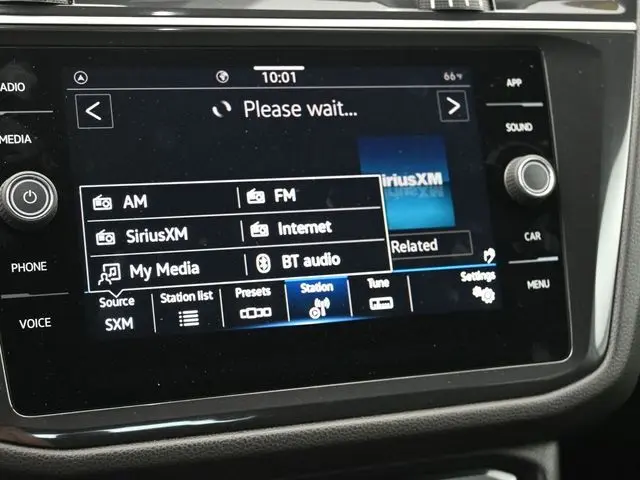 RADIO
MEDIA
PHONE
VOICE
10:01
66°F
Please wait...
SiriusXM
AM
FM
SiriusXM
Internet
My Media
BT audio
Related
Source
SXM
Station list
Presets
Station
Tune
Settings
APP
SOUND
CAR
MENU